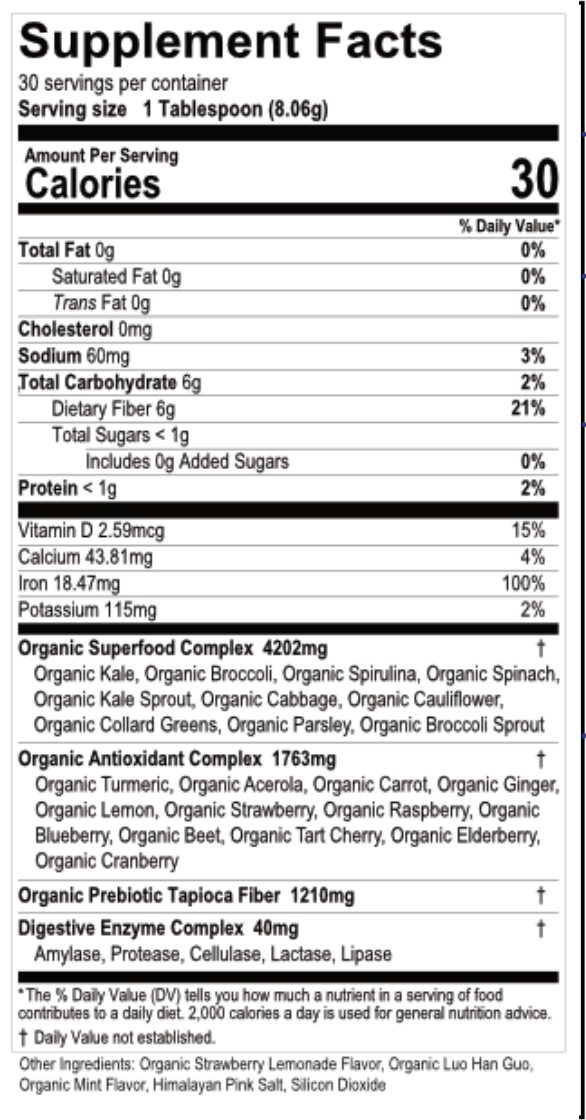 Supplement Facts
30 servings per container
Serving size 1 Tablespoon (8.06g)
Amount Per Serving
Calories 30
% Daily Value*
Total Fat 0g 0%
Saturated Fat 0g 0%
Trans Fat 0g 0%
Cholesterol 0mg
Sodium 60mg 3%
Total Carbohydrate 6g 2%
Dietary Fiber 6g 21%
Total Sugars < 1g
Includes 0g Added Sugars 0%
Protein < 1g 2%
Vitamin D 2.59mcg 15%
Calcium 43.81mg 4%
Iron 18.47mg 100%
Potassium 115mg 2%
Organic Superfood Complex 4202mg †
Organic Kale, Organic Broccoli, Organic Spirulina, Organic Spinach,
Organic Kale Sprout, Organic Cabbage, Organic Cauliflower,
Organic Collard Greens, Organic Parsley, Organic Broccoli Sprout
Organic Antioxidant Complex 1763mg †
Organic Turmeric, Organic Acerola, Organic Carrot, Organic Ginger,
Organic Lemon, Organic Strawberry, Organic Raspberry, Organic
Blueberry, Organic Beet, Organic Tart Cherry, Organic Elderberry,
Organic Cranberry
Organic Prebiotic Tapioca Fiber 1210mg †
Digestive Enzyme Complex 40mg †
Amylase, Protease, Cellulase, Lactase, Lipase
*The % Daily Value (DV) tells you how much a nutrient in a serving of food
contributes to a daily diet. 2,000 calories a day is used for general nutrition advice.
† Daily Value not established.
Other Ingredients: Organic Strawberry Lemonade Flavor, Organic Luo Han Guo,
Organic Mint Flavor, Himalayan Pink Salt, Silicon Dioxide